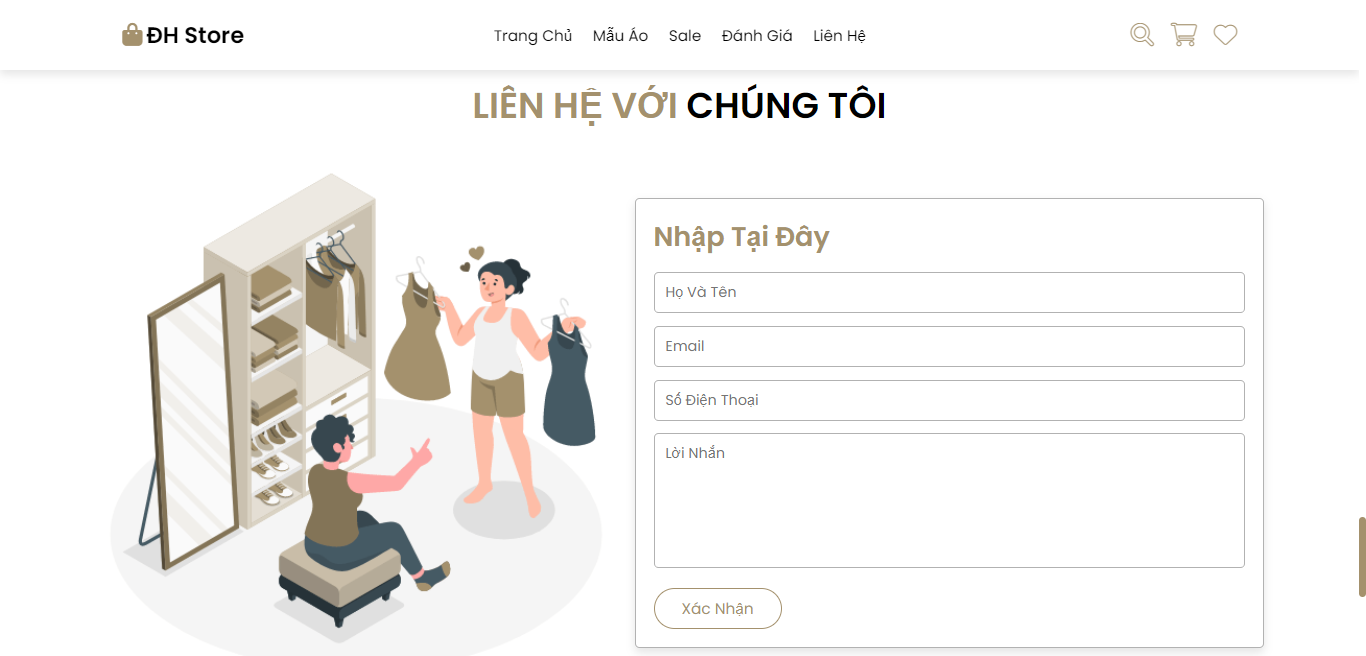 ĐH Store
Trang Chủ Mẫu Áo Sale Đánh Giá Liên Hệ
LIÊN HỆ VỚI CHÚNG TÔI
Nhập Tại Đây
Họ Và Tên
Email
Số Điện Thoại
Lời Nhắn
Xác Nhận